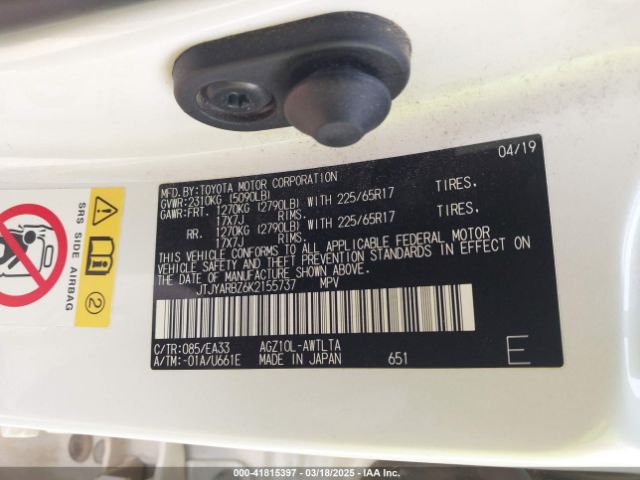 04/19
MFD.BY:TOYOTA MOTOR CORPORATION
GVWR:2310KG (5090LB)
GAWR:FRT. 1270KG (2790LB) WITH 225/65R17 TIRES.
17X7J RIMS.
RR. 1270KG (2790LB) WITH 225/65R17 TIRES.
17X7J RIMS.
THIS VEHICLE CONFORMS TO ALL APPLICABLE FEDERAL MOTOR
VEHICLE SAFETY AND THEFT PREVENTION STANDARDS IN EFFECT ON
THE DATE OF MANUFACTURE SHOWN ABOVE.
JTJYARBZ6K2155737 MPV
C/TR:085/EA33 AGZ10L-AWTLTA
A/TM:-01A/U661E MADE IN JAPAN 651 E
SRS SIDE AIRBAG
2
000-41815397 - 03/18/2025 - IAA Inc.